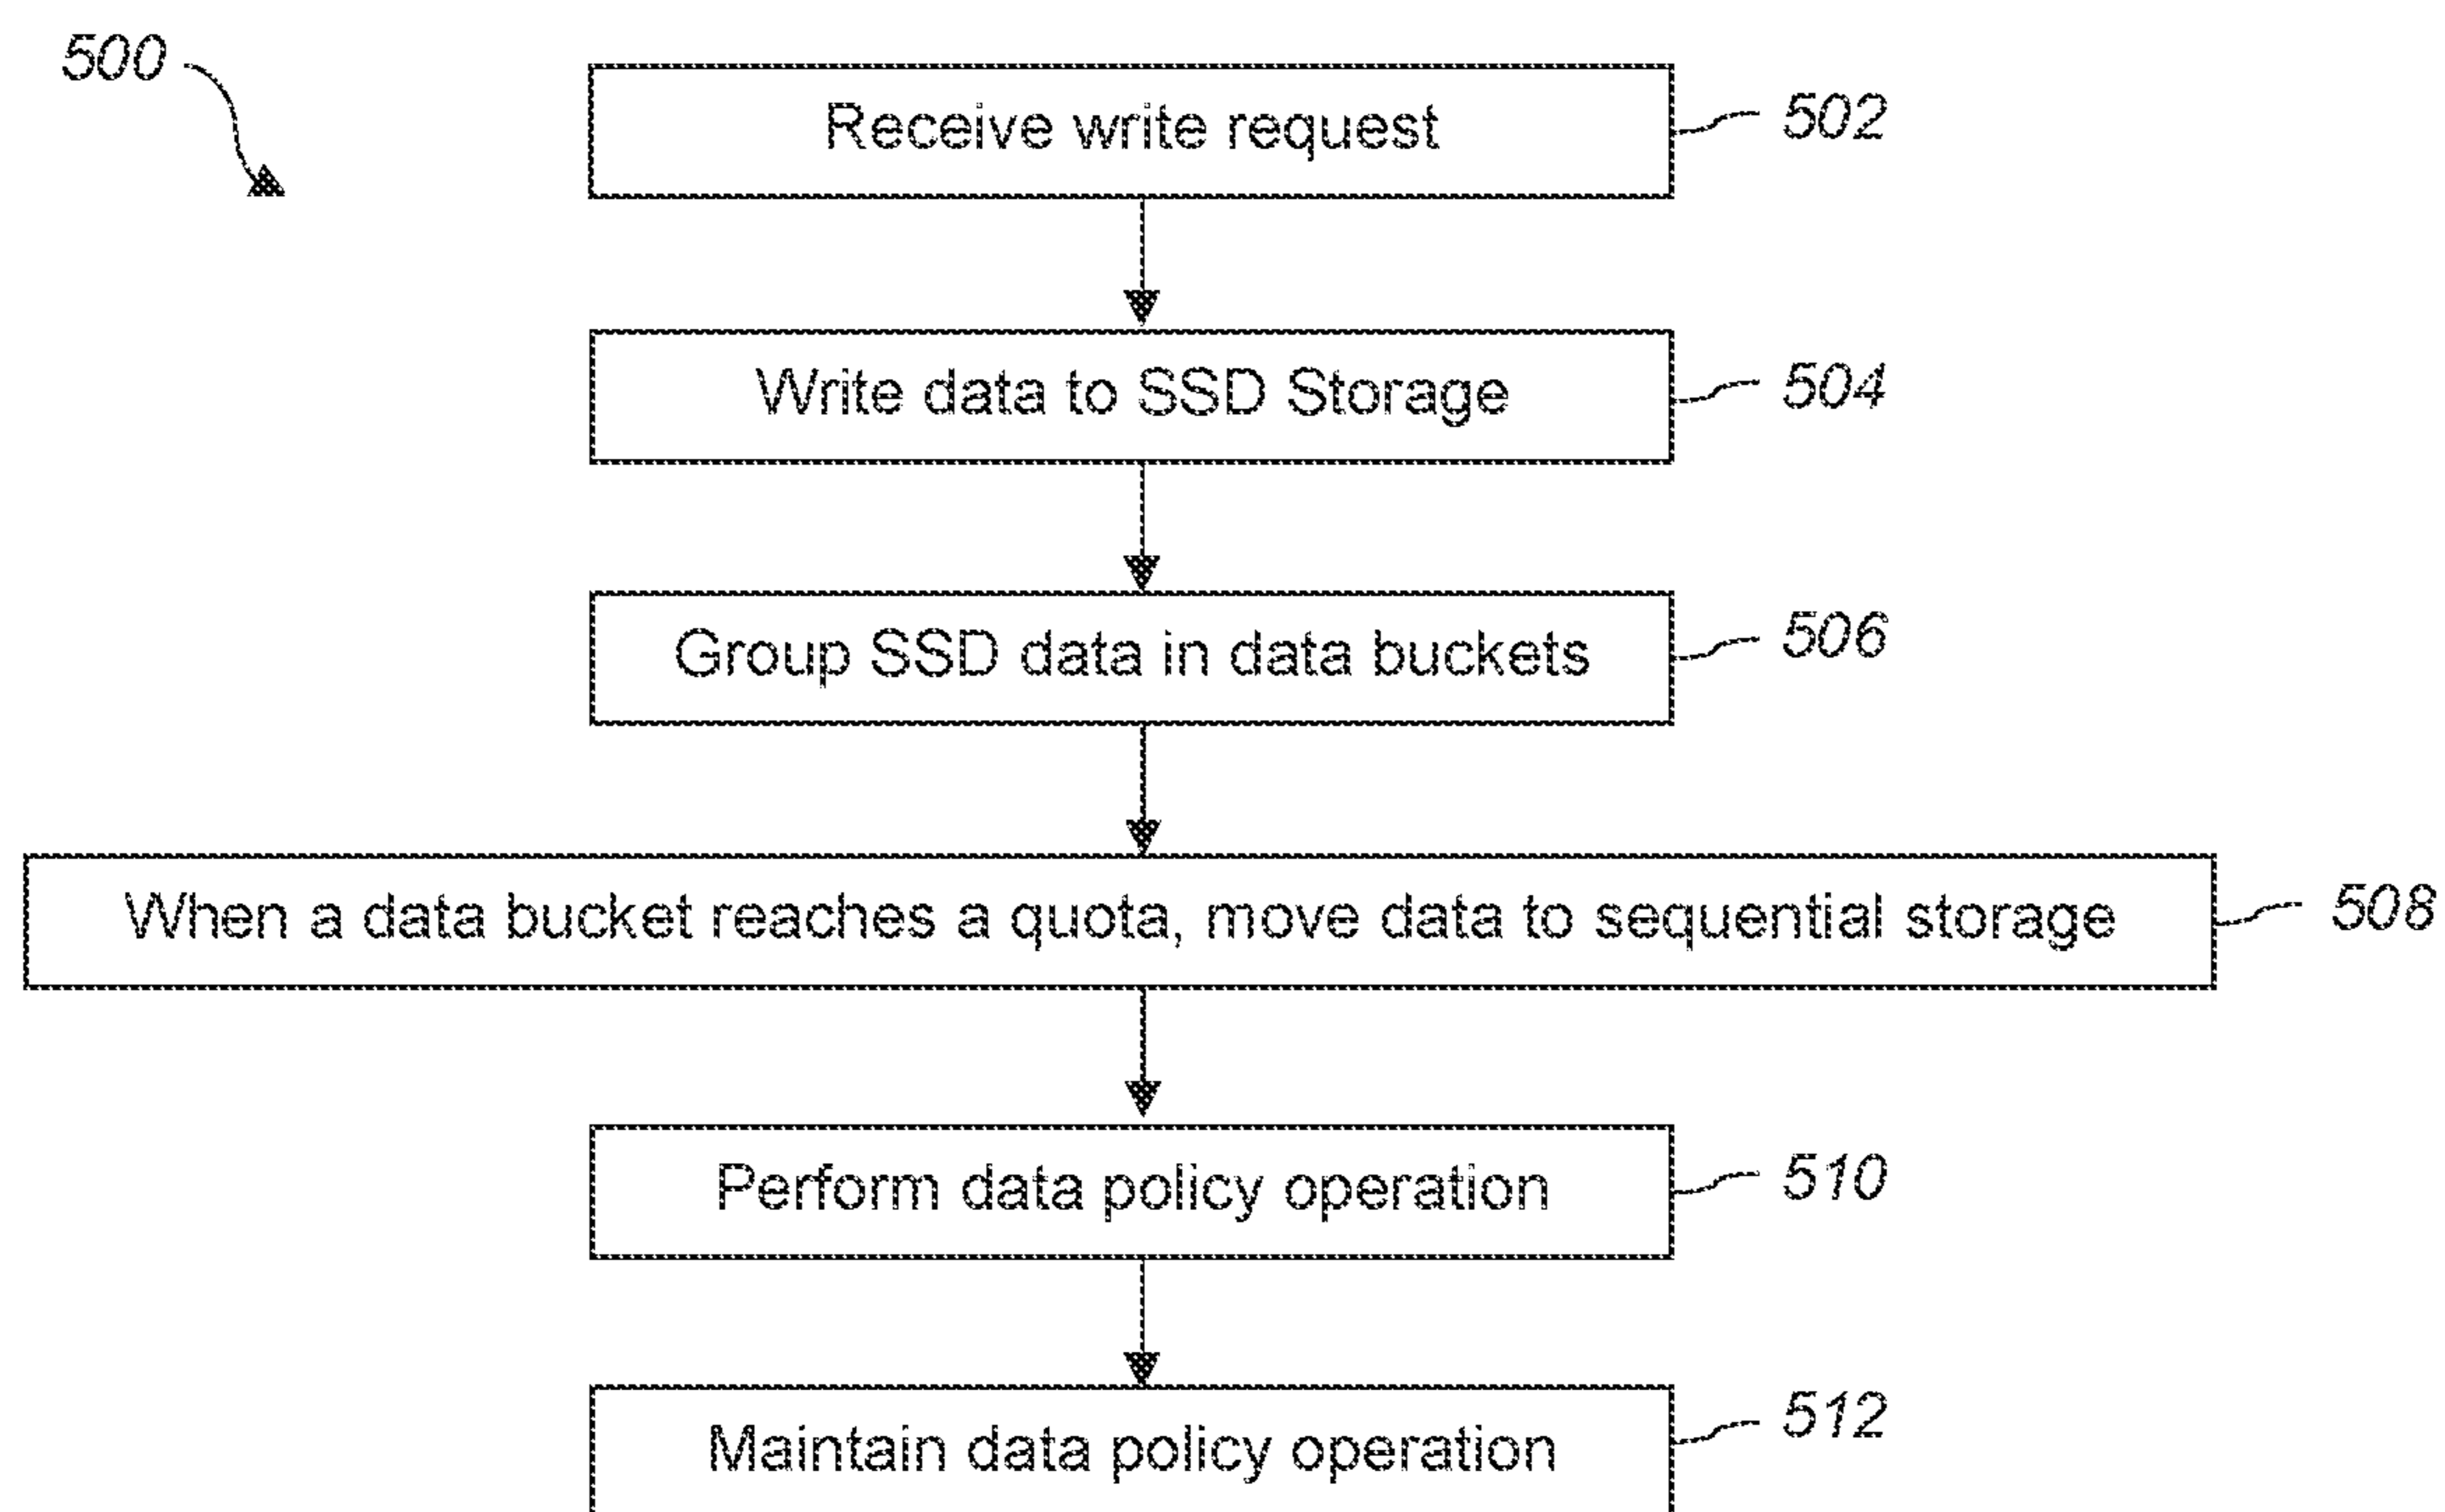 500
Receive write request 502
Write data to SSD Storage 504
Group SSD data in data buckets 506
When a data bucket reaches a quota, move data to sequential storage 508
Perform data policy operation 510
Maintain data policy operation 512